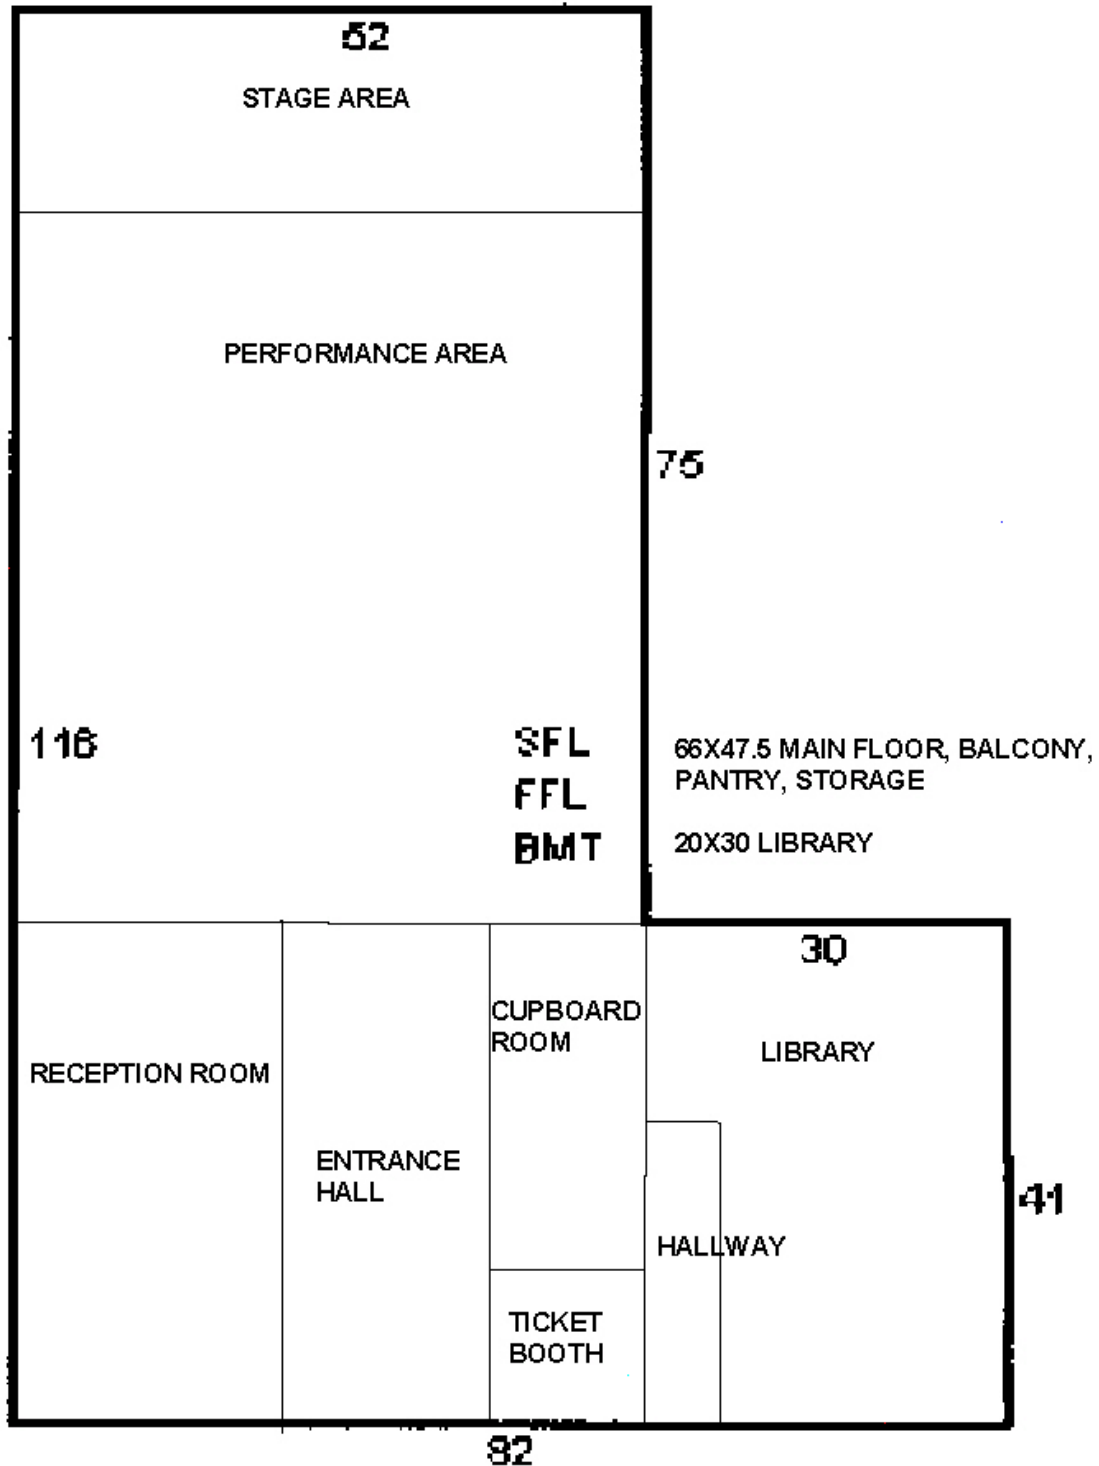 52
STAGE AREA
PERFORMANCE AREA
75
116
SFL
FFL
BMT
66X47.5 MAIN FLOOR, BALCONY,
PANTRY, STORAGE
20X30 LIBRARY
30
CUPBOARD
ROOM
LIBRARY
RECEPTION ROOM
ENTRANCE
HALL
41
HALLWAY
TICKET
BOOTH
82